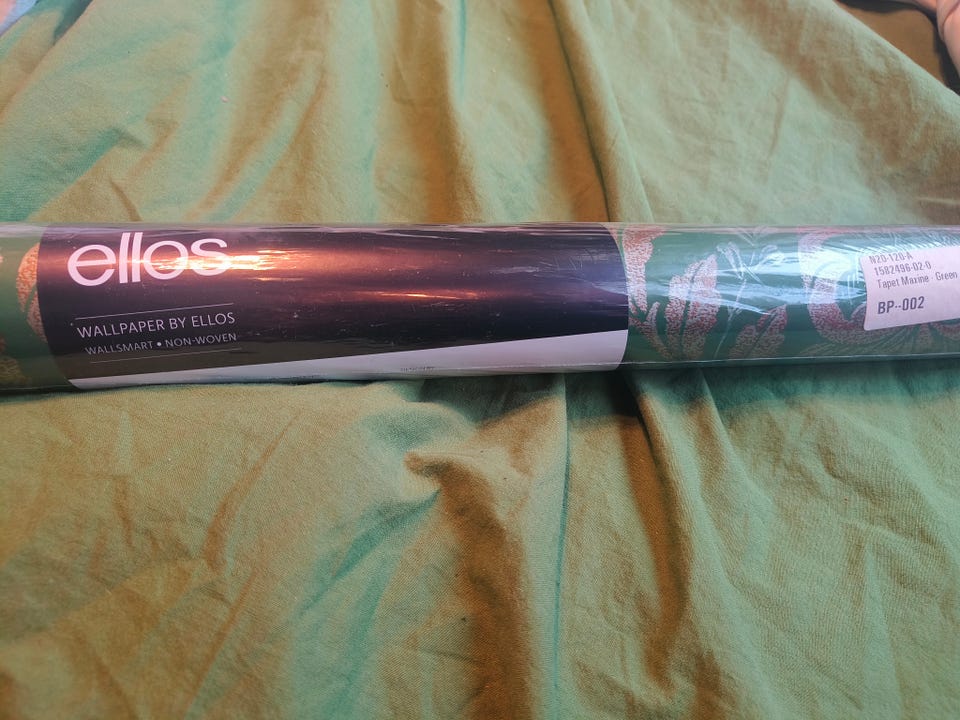 ellos
WALLPAPER BY ELLOS
WALLSMART • NON-WOVEN
N20-120-A
1582496-02-0
Tapet Maxine - Green
BP--002